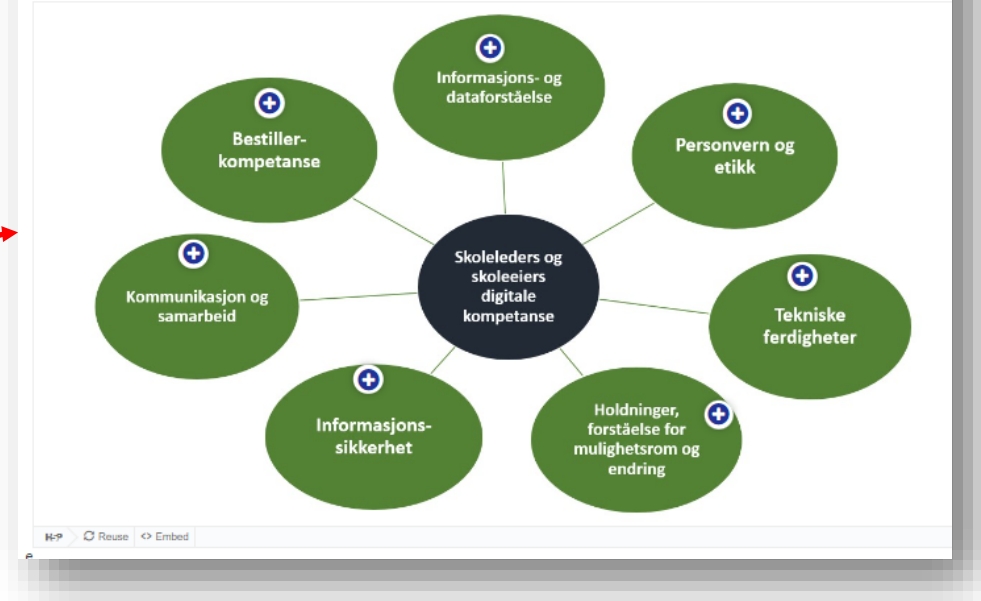 Informasjons- og
dataforståelse
Bestiller-
kompetanse
Personvern og
etikk
Skoleleders og
skoleeiers
digitale
kompetanse
Kommunikasjon og
samarbeid
Tekniske
ferdigheter
Informasjons-
sikkerhet
Holdninger,
forståelse for
mulighetsrom og
endring
H-P Reuse <> Embed
e